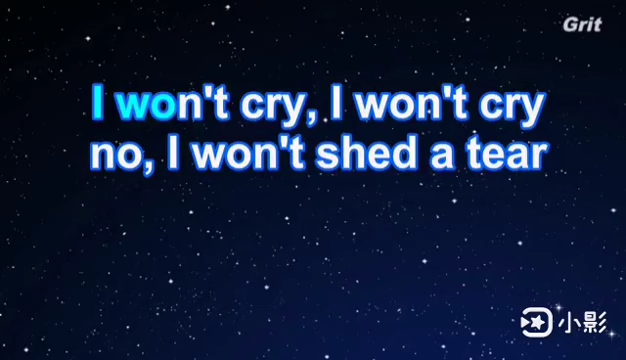 Grit
I won't cry, I won't cry
no, I won't shed a tear
小影